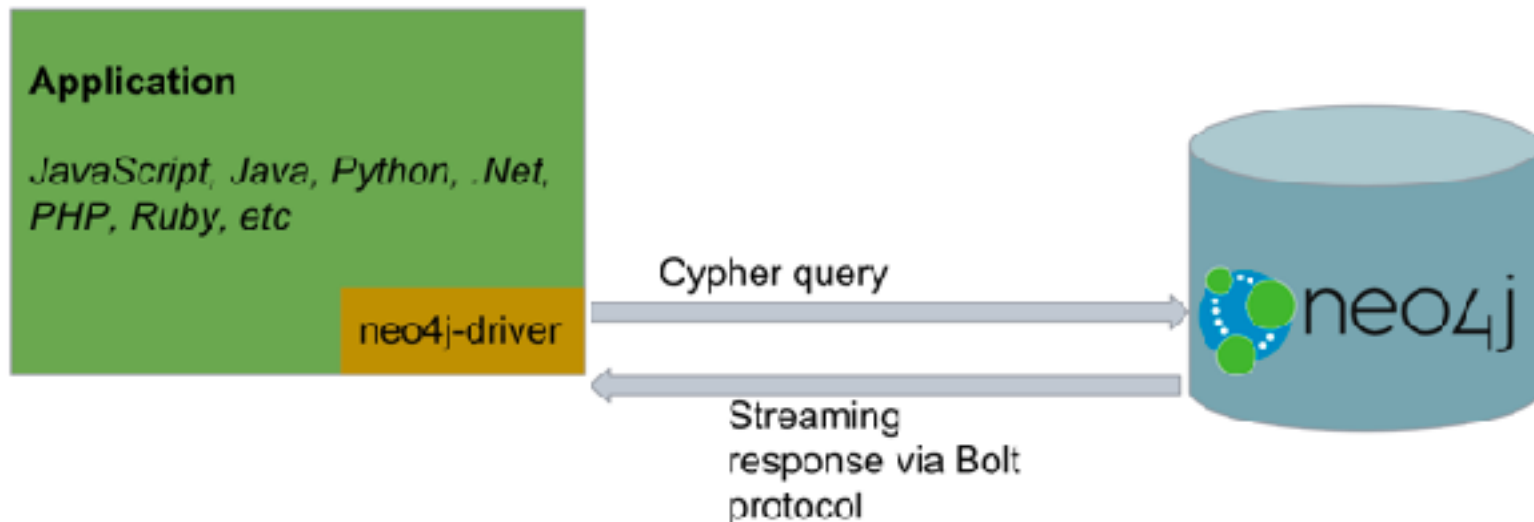 Application
JavaScript, Java, Python, .Net,
PHP, Ruby, etc
neo4j-driver
Cypher query
neo4j
Streaming
response via Bolt
protocol